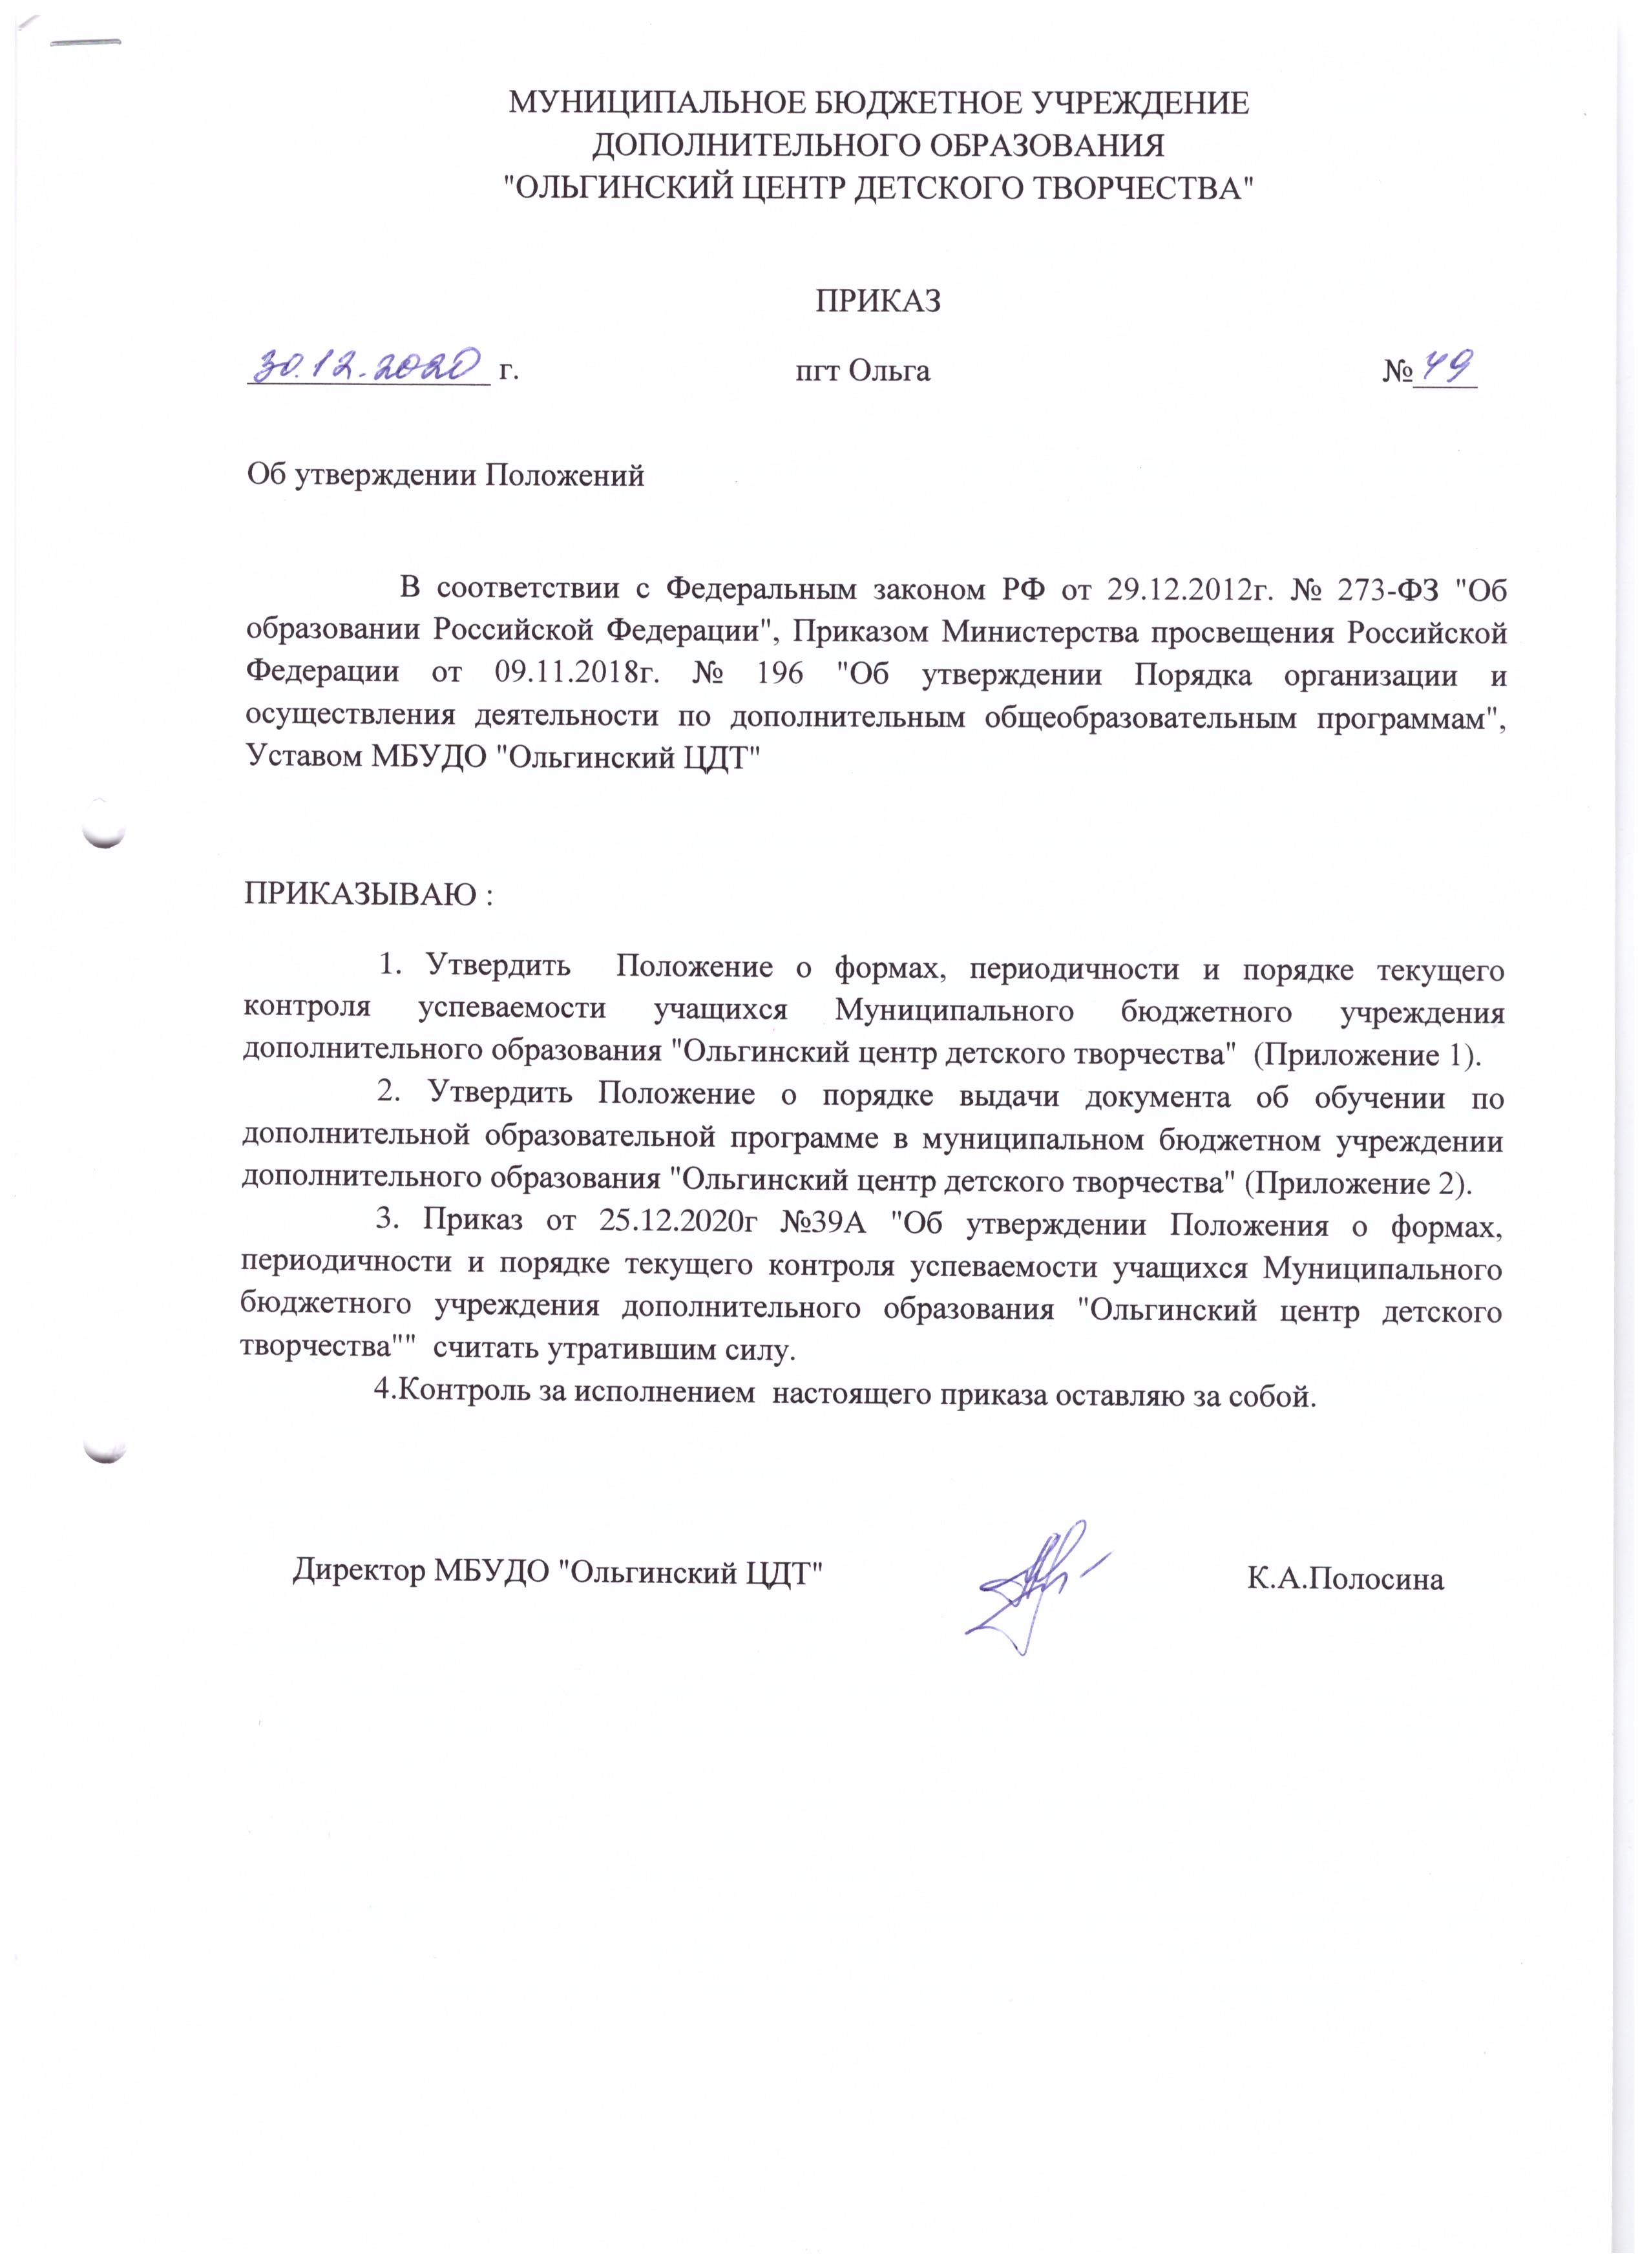 МУНИЦИПАЛЬНОЕ БЮДЖЕТНОЕ УЧРЕЖДЕНИЕ
ДОПОЛНИТЕЛЬНОГО ОБРАЗОВАНИЯ
"ОЛЬГИНСКИЙ ЦЕНТР ДЕТСКОГО ТВОРЧЕСТВА"
ПРИКАЗ
30.12.2020 г. пгт Ольга №49
Об утверждении Положений
В соответствии с Федеральным законом РФ от 29.12.2012г. № 273-ФЗ "Об
образовании Российской Федерации", Приказом Министерства просвещения Российской
Федерации от 09.11.2018г. № 196 "Об утверждении Порядка организации и
осуществления деятельности по дополнительным общеобразовательным программам",
Уставом МБУДО "Ольгинский ЦДТ"
ПРИКАЗЫВАЮ :
1. Утвердить Положение о формах, периодичности и порядке текущего
контроля успеваемости учащихся Муниципального бюджетного учреждения
дополнительного образования "Ольгинский центр детского творчества" (Приложение 1).
2. Утвердить Положение о порядке выдачи документа об обучении по
дополнительной образовательной программе в муниципальном бюджетном учреждении
дополнительного образования "Ольгинский центр детского творчества" (Приложение 2).
3. Приказ от 25.12.2020г №39А "Об утверждении Положения о формах,
периодичности и порядке текущего контроля успеваемости учащихся Муниципального
бюджетного учреждения дополнительного образования "Ольгинский центр детского
творчества"" считать утратившим силу.
4.Контроль за исполнением настоящего приказа оставляю за собой.
Директор МБУДО "Ольгинский ЦДТ" К.А.Полосина